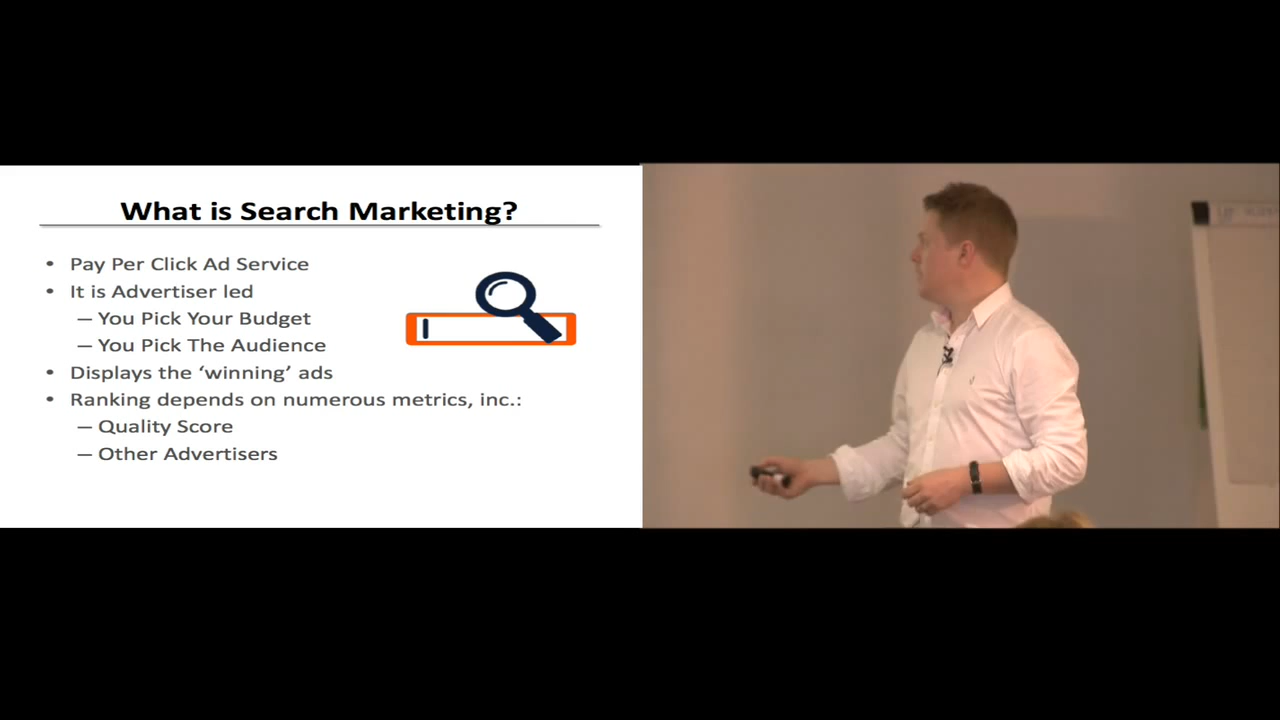 What is Search Marketing?
• Pay Per Click Ad Service
• It is Advertiser led
– You Pick Your Budget
– You Pick The Audience
• Displays the ‘winning’ ads
• Ranking depends on numerous metrics, inc.:
– Quality Score
– Other Advertisers